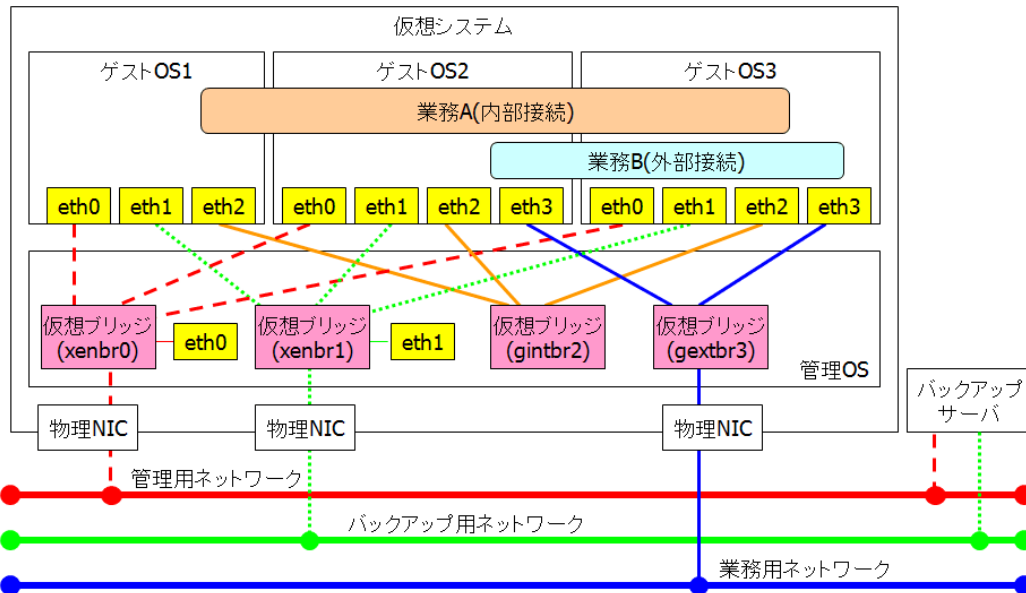 仮想システム
ゲストOS1
ゲストOS2
ゲストOS3
業務A(内部接続)
業務B(外部接続)
eth0
eth1
eth2
eth0
eth1
eth2
eth3
eth0
eth1
eth2
eth3
仮想ブリッジ
(xenbr0)
eth0
仮想ブリッジ
(xenbr1)
eth1
仮想ブリッジ
(gintbr2)
仮想ブリッジ
(gextbr3)
管理OS
バックアップ
サーバ
物理NIC
物理NIC
物理NIC
管理用ネットワーク
バックアップ用ネットワーク
業務用ネットワーク